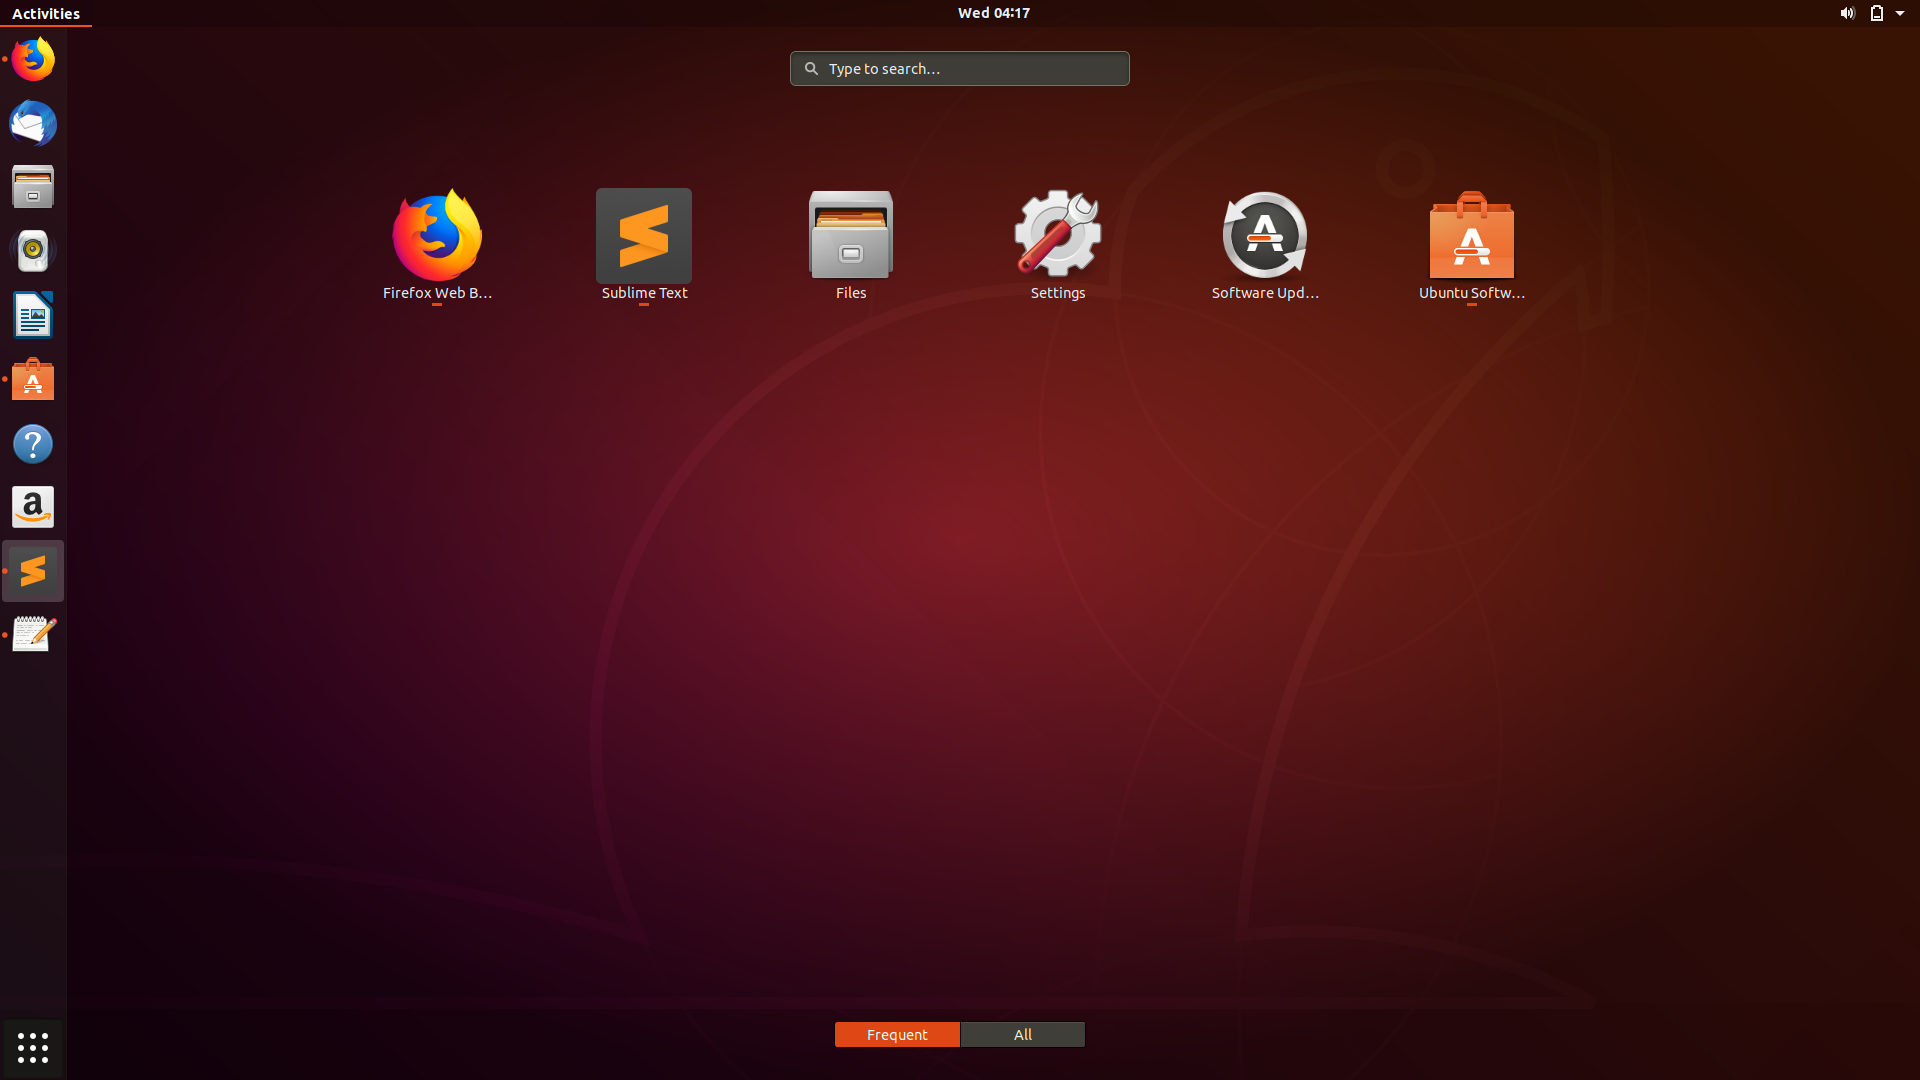 Activities
Wed 04:17
Type to search...
Firefox Web B...
Sublime Text
Files
Settings
Software Upd...
Ubuntu Softw...
Frequent
All